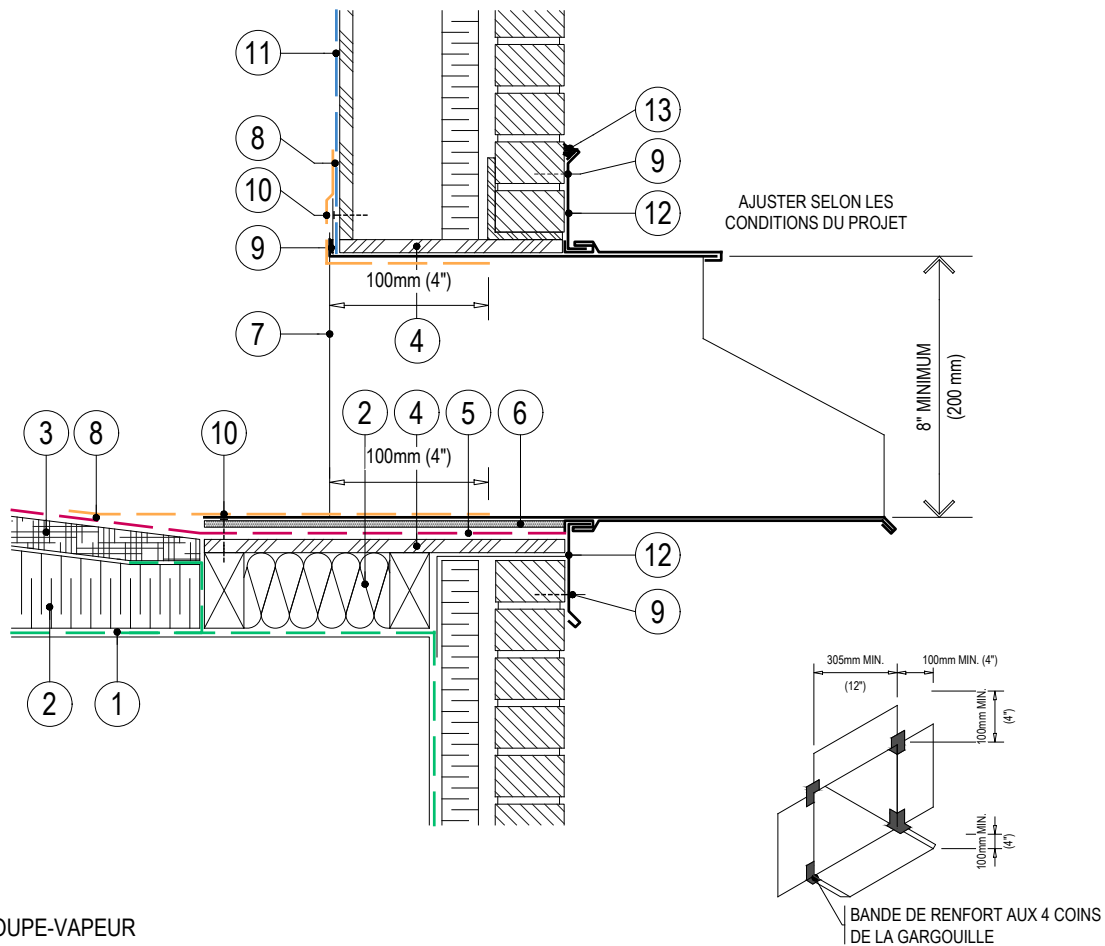 11
8
10
9
7
13
9
12
AJUSTER SELON LES
CONDITIONS DU PROJET
100mm (4")
4
8" MINIMUM
(200 mm)
3
8
10
2
4
5
6
100mm (4")
12
9
2
1
305mm MIN.
(12")
100mm MIN. (4")
100mm MIN.
(4")
100mm MIN.
(4")
BANDE DE RENFORT AUX 4 COINS
DE LA GARGOUILLE
OUPE-VAPEUR